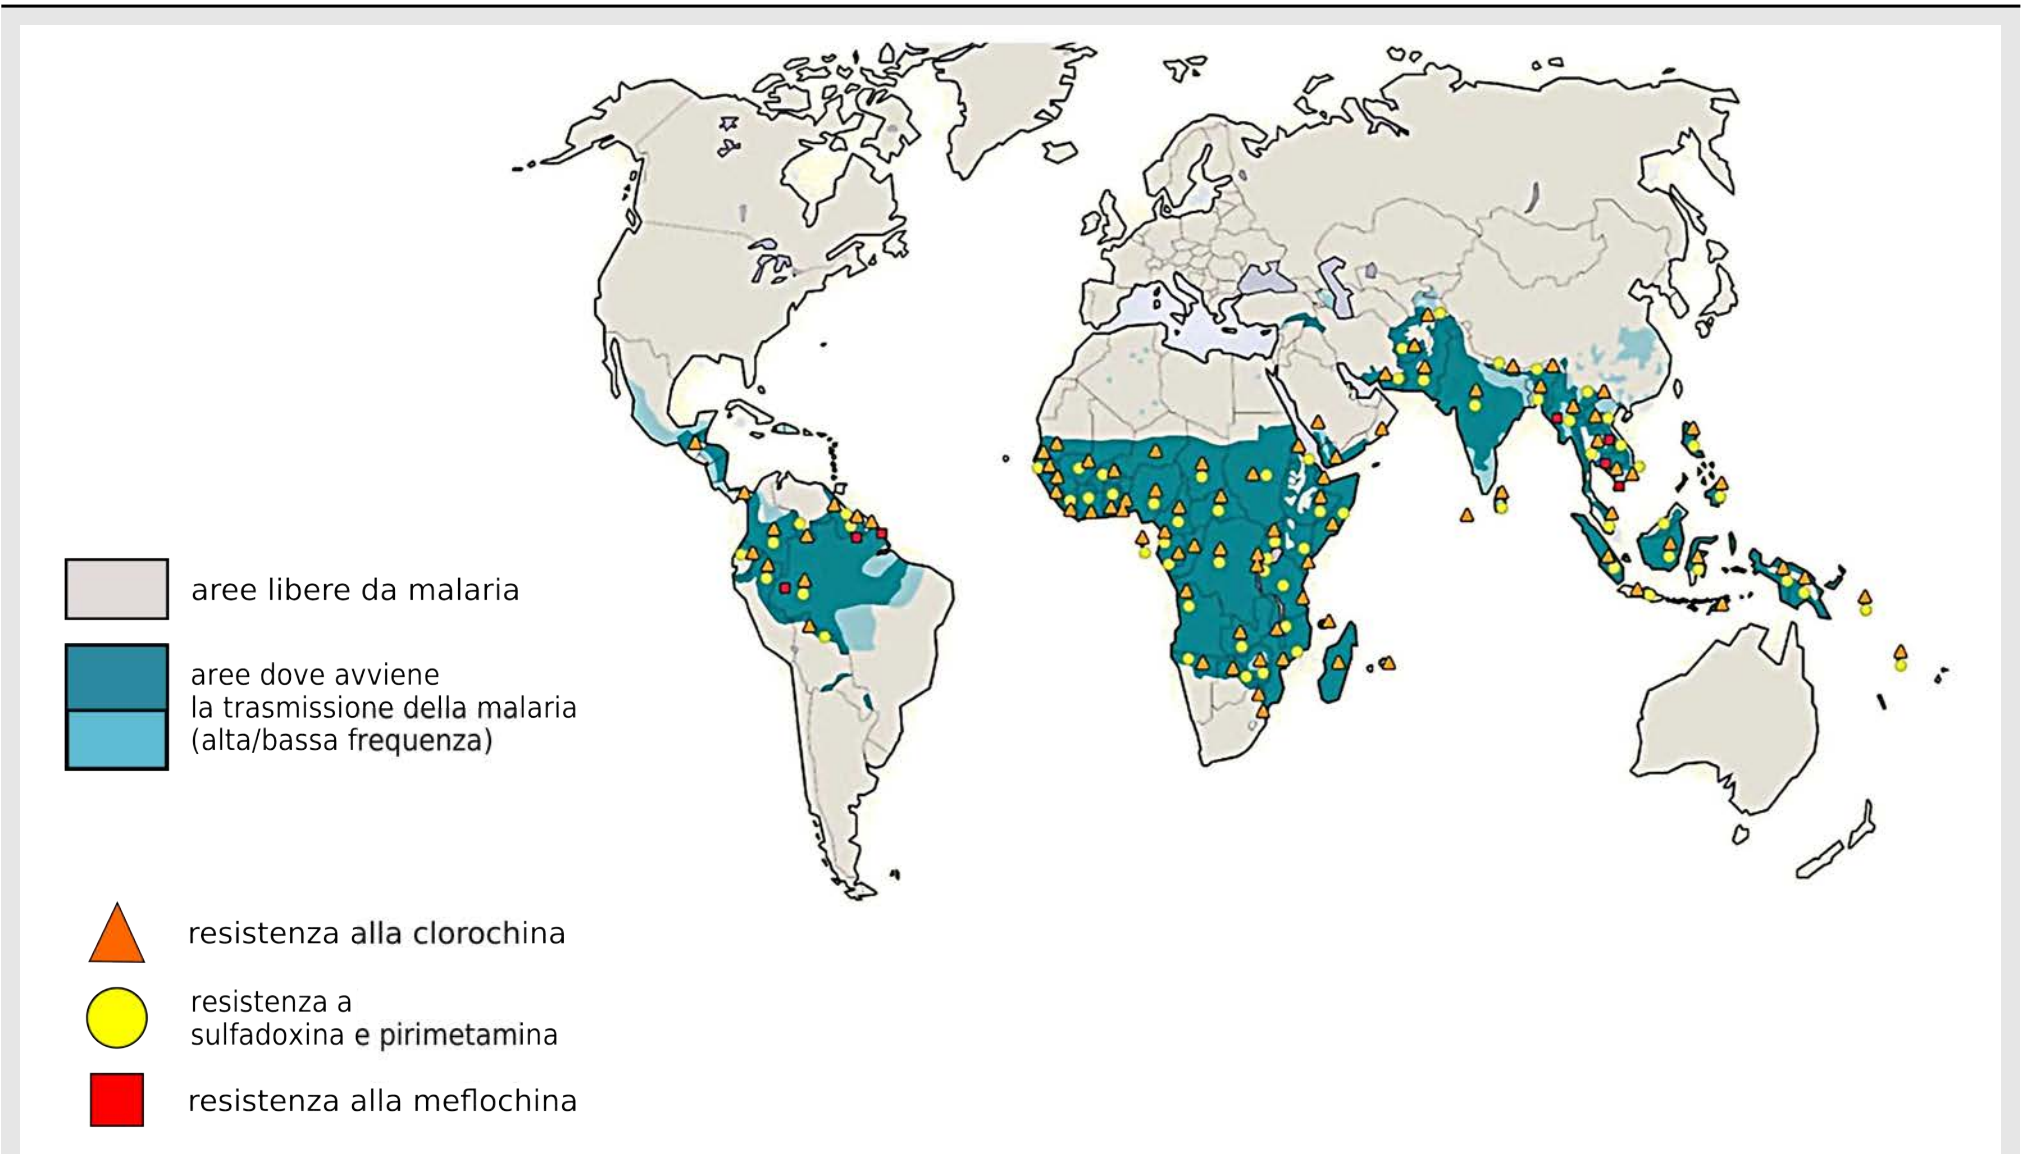 aree libere da malaria
aree dove avviene
la trasmissione della malaria
(alta/bassa frequenza)
resistenza alla clorochina
resistenza a
sulfadoxina e pirimetamina
resistenza alla meflochina